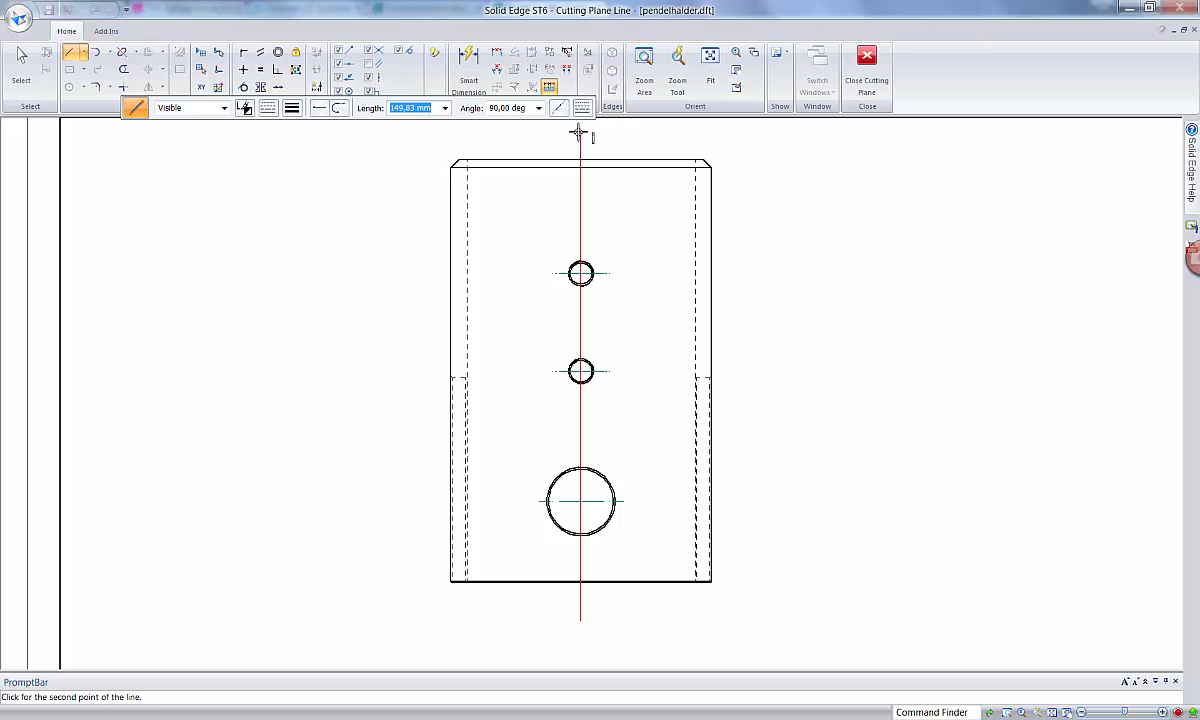 Solid Edge ST6 - Cutting Plane Line - [pendelhalder.dft]
Home
Add Ins
Select
Smart
Dimension
Zoom
Area
Zoom
Tool
Fit
Switch
Windows
Close Cutting
Plane
Select
Edges
Orient
Show
Window
Close
Visible
Length:
149,83 mm
Angle:
90,00 deg
Solid Edge Help
PromptBar
Click for the second point of the line.
Command Finder